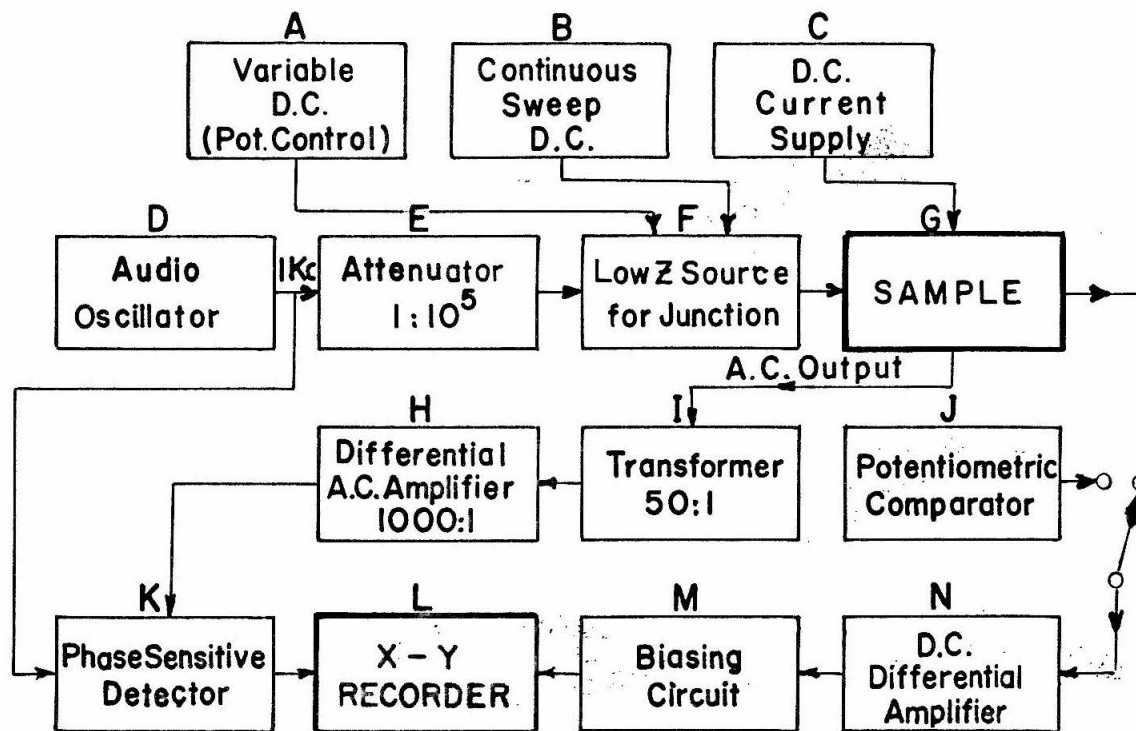 A
Variable
D.C.
(Pot. Control)
B
Continuous
Sweep
D.C.
C
D.C.
Current
Supply
D
Audio
Oscillator
1Kc
E
Attenuator
1:10⁵
F
Low Z Source
for Junction
G
SAMPLE
A.C. Output
H
Differential
A.C. Amplifier
1000:1
I
Transformer
50:1
J
Potentiometric
Comparator
K
Phase Sensitive
Detector
L
X-Y
RECORDER
M
Biasing
Circuit
N
D.C.
Differential
Amplifier